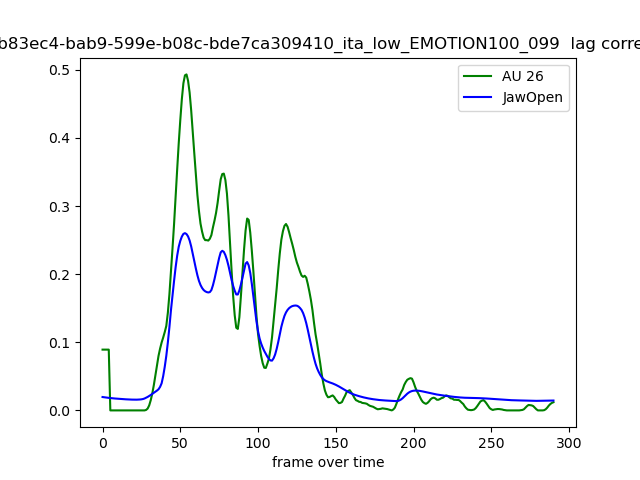 b83ec4-bab9-599e-b08c-bde7ca309410_ita_low_EMOTION100_099 lag corre
AU 26
JawOpen
0.5
0.4
0.3
0.2
0.1
0.0
0 50 100 150 200 250 300
frame over time